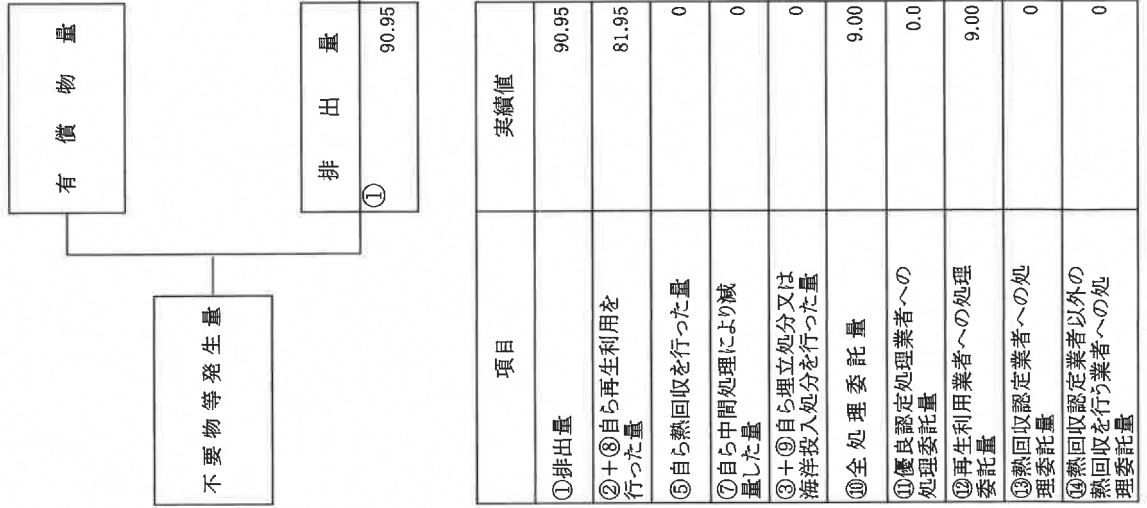 有 償 物 量
不 要 物 等 発 生 量
排 出 量
①
90.95
項目
実績値
①排出量
90.95
②+⑧自ら再生利用を
行った量
81.95
⑤自ら熱回収を行った量
0
⑦自ら中間処理により減
量した量
0
③+⑨自ら埋立処分又は
海洋投入処分を行った量
0
⑩全 処 理 委 託 量
9.00
⑪優良認定処理業者への
処理委託量
0.0
⑫再生利用業者への処理
委託量
9.00
⑬熱回収認定業者への処
理委託量
0
⑭熱回収認定業者以外の
熱回収を行う業者への処
理委託量
0